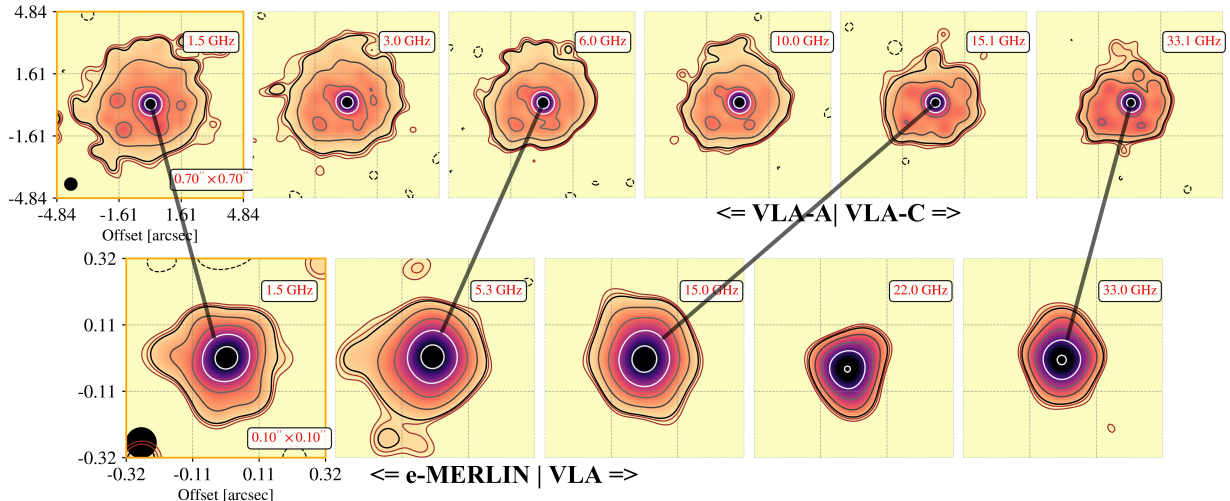 4.84
1.61
-1.61
-4.84
1.5 GHz
3.0 GHz
6.0 GHz
10.0 GHz
15.1 GHz
33.1 GHz
0.70" × 0.70"
-4.84 -1.61 1.61 4.84
Offset [arcsec]
<= VLA-A| VLA-C =>
0.32
0.11
-0.11
-0.32
1.5 GHz
5.3 GHz
15.0 GHz
22.0 GHz
33.0 GHz
0.10" × 0.10"
-0.32 -0.11 0.11 0.32
Offset [arcsec]
<= e-MERLIN | VLA =>